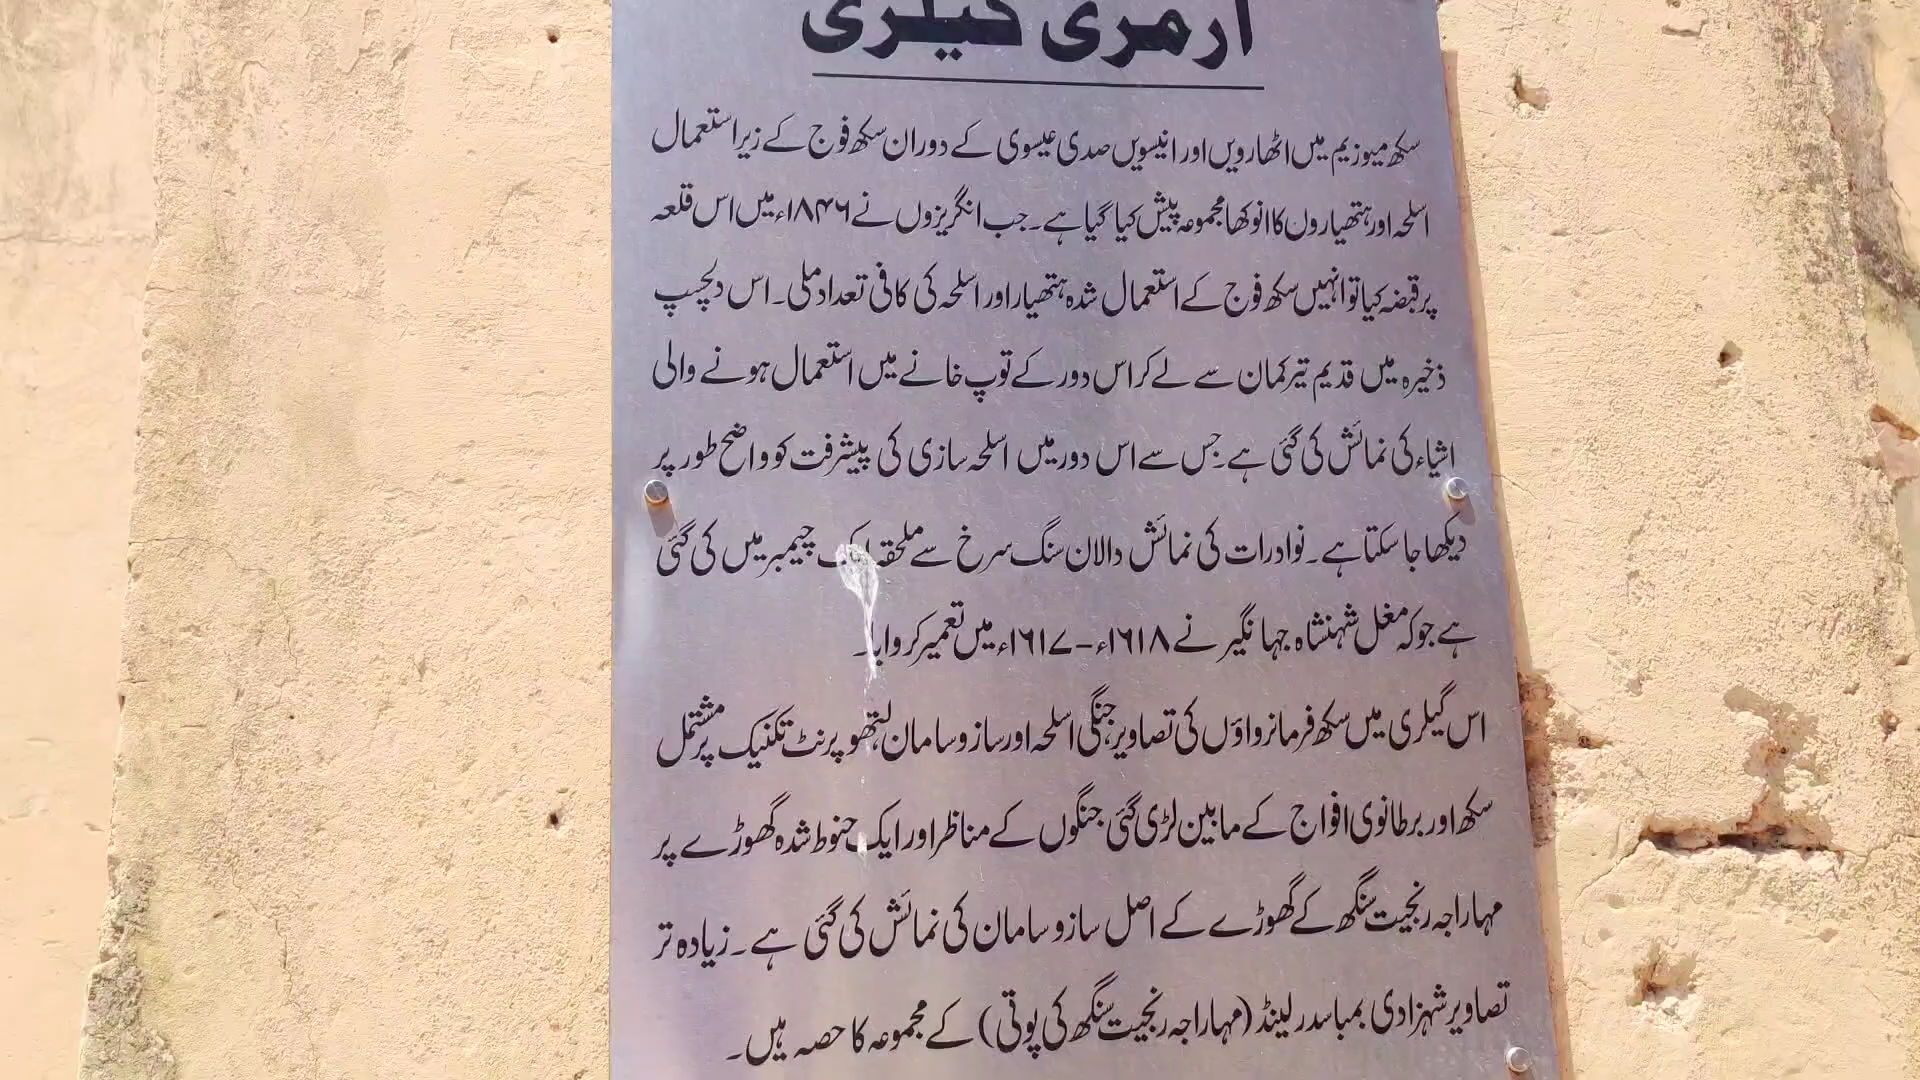 آرمری گیلری
سکھ میوزیم میں اٹھارویں اور انیسویں صدی عیسوی کے دوران سکھ فوج کے زیر استعمال
اسلحہ اور ہتھیارون کا انوکھا مجموعہ پیش کیا گیا ہے۔ جب انگریزوں نے ۱۸۴۶ء میں اس قلعہ
پر قبضہ کیا تو انہیں سکھ فوج کے استعمال شدہ ہتھیار اور اسلحہ کی کافی تعداد ملی۔ اس دلچسپ
ذخیرہ میں قدیم تیر کمان سے لے کر اس دور کے توپ خانے میں استعمال ہونے والی
اشیاء کی نمائش کی گئی ہے۔ جس سے اس دور میں اسلحہ سازی کی پیشرفت کو واضح طور پر
دیکھا جا سکتا ہے۔ نوادرات کی نمائش دالان سنگ سرخ سے ملحقہ ایک چیمبر میں کی گئی
ہے جو کہ مغل شہنشاہ جہانگیر نے ۱۶۱۸ء-۱۶۱۷ء میں تعمیر کروایا۔
اس گیلری میں سکھ فرمانرواؤں کی تصاویر جنگی اسلحہ اور ساز و سامان لتھو پرنٹ تکنیک پر مشتمل
سکھ اور برطانوی افواج کے مابین لڑی گئی جنگوں کے مناظر اور ایک حنوط شدہ گھوڑے پر
مہاراجہ رنجیت سنگھ کے گھوڑے کے اصل ساز و سامان کی نمائش کی گئی ہے۔ زیادہ تر
تصاویر شہزادی بمبا سدرلینڈ (مہاراجہ رنجیت سنگھ کی پوتی) کے مجموعہ کا حصہ ہیں۔